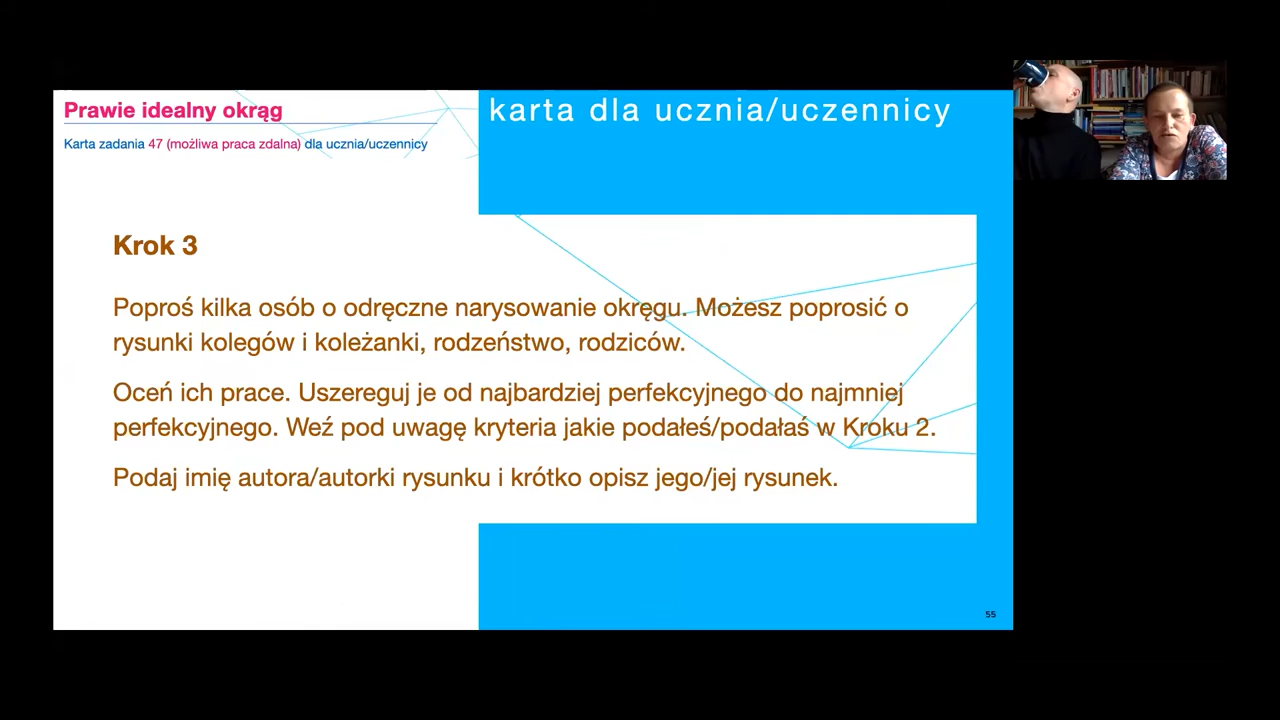 Prawie idealny okrąg
karta dla ucznia/uczennicy
Karta zadania 47 (możliwa praca zdalna) dla ucznia/uczennicy
Krok 3
Poproś kilka osób o odręczne narysowanie okręgu. Możesz poprosić o
rysunki kolegów i koleżanki, rodzeństwo, rodziców.
Oceń ich prace. Uszereguj je od najbardziej perfekcyjnego do najmniej
perfekcyjnego. Weź pod uwagę kryteria jakie podałeś/podałaś w Kroku 2.
Podaj imię autora/autorki rysunku i krótko opisz jego/jej rysunek.
55